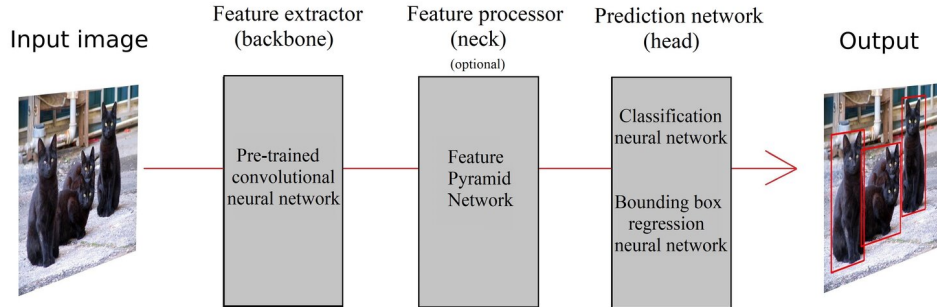 Input image
Feature extractor
(backbone)
Feature processor
(neck)
(optional)
Prediction network
(head)
Output
Pre-trained
convolutional
neural network
Feature
Pyramid
Network
Classification
neural network
Bounding box
regression
neural network